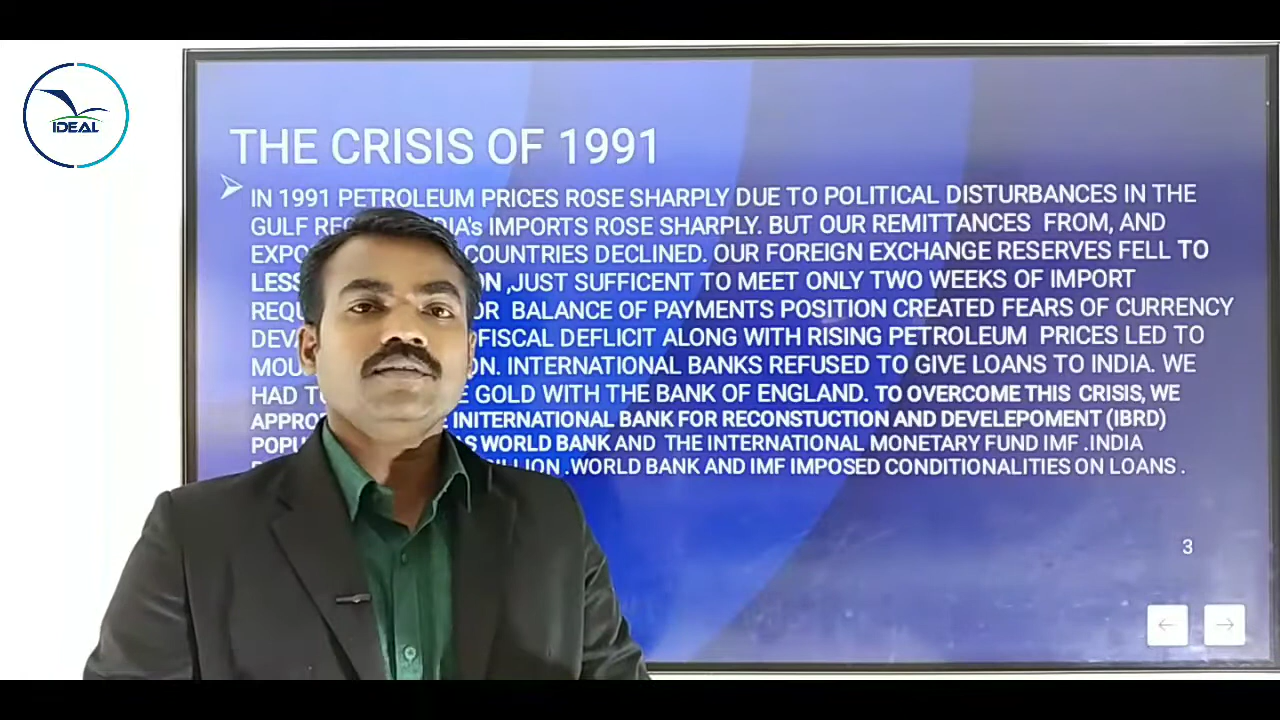 IDEAL
THE CRISIS OF 1991
IN 1991 PETROLEUM PRICES ROSE SHARPLY DUE TO POLITICAL DISTURBANCES IN THE
GULF IMPORTS ROSE SHARPLY. BUT OUR REMITTANCES FROM, AND
COUNTRIES DECLINED. OUR FOREIGN EXCHANGE RESERVES FELL TO
LESS ,JUST SUFFICENT TO MEET ONLY TWO WEEKS OF IMPORT
BALANCE OF PAYMENTS POSITION CREATED FEARS OF CURRENCY
FISCAL DEFLICIT ALONG WITH RISING PETROLEUM PRICES LED TO
INTERNATIONAL BANKS REFUSED TO GIVE LOANS TO INDIA. WE
HAD GOLD WITH THE BANK OF ENGLAND. TO OVERCOME THIS CRISIS, WE
INITERNATIONAL BANK FOR RECONSTUCTION AND DEVELEPOMENT (IBRD)
WORLD BANK AND THE INTERNATIONAL MONETARY FUND IMF .INDIA
.WORLD BANK AND IMF IMPOSED CONDITIONALITIES ON LOANS .
3